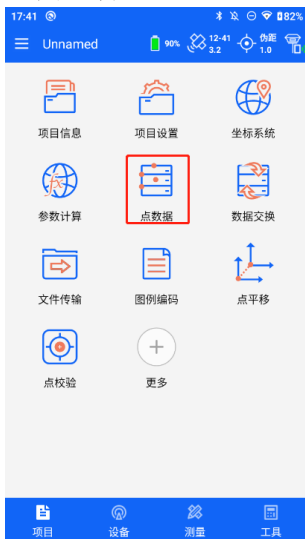 17:41 82%
Unnamed 90% 12-41 3.2 伪距 1.0
项目信息 项目设置 坐标系统
参数计算 点数据 数据交换
文件传输 图例编码 点平移
点校验 更多
项目 设备 测量 工具